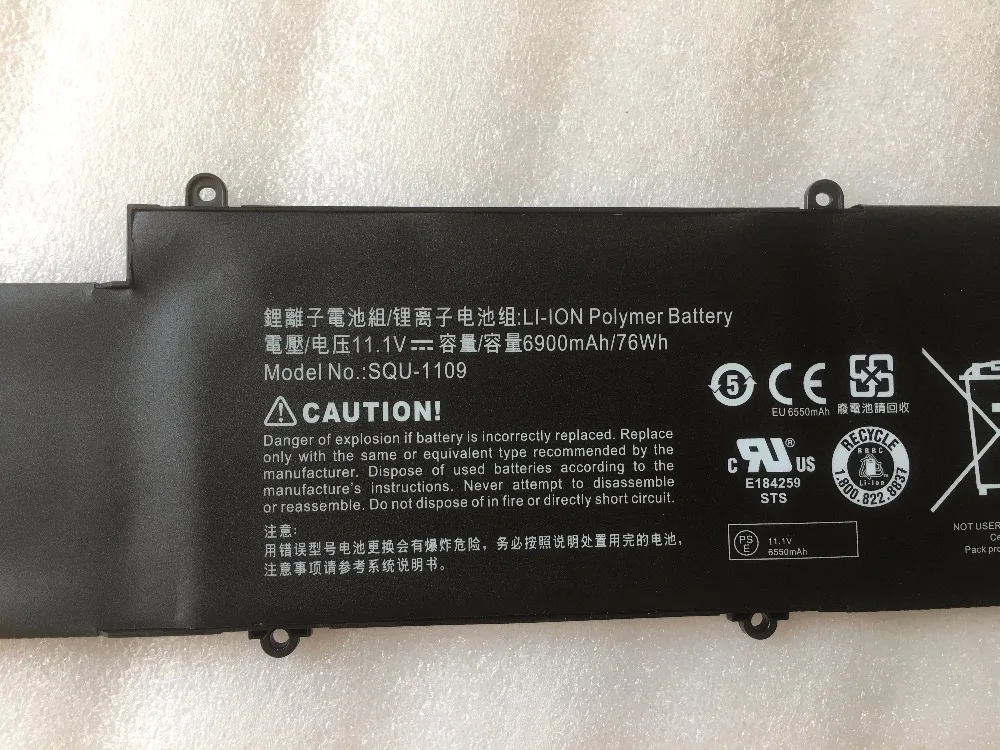 鋰離子電池組/锂离子电池组:LI-ION Polymer Battery
電壓/电压11.1V⎓容量/容量6900mAh/76Wh
Model No.:SQU-1109
CAUTION!
Danger of explosion if battery is incorrectly replaced. Replace
only with the same or equivalent type recommended by the
manufacturer. Dispose of used batteries according to the
manufacture's instructions. Never attempt to disassemble
or reassemble. Do not dispose of in fire or directly short circuit.
注意:
用错误型号电池更换会有爆炸危险，务必按照说明处置用完的电池，
注意事项请参考系统说明书。
5
CE
EU 6550mAh
廢電池請回收
c RU ® US
E184259
STS
RECYCLE
RBRC
Li-Ion
1.800.822.8837
PS
E
11.1V
6550mAh
NOT USER
Ce
Pack pro